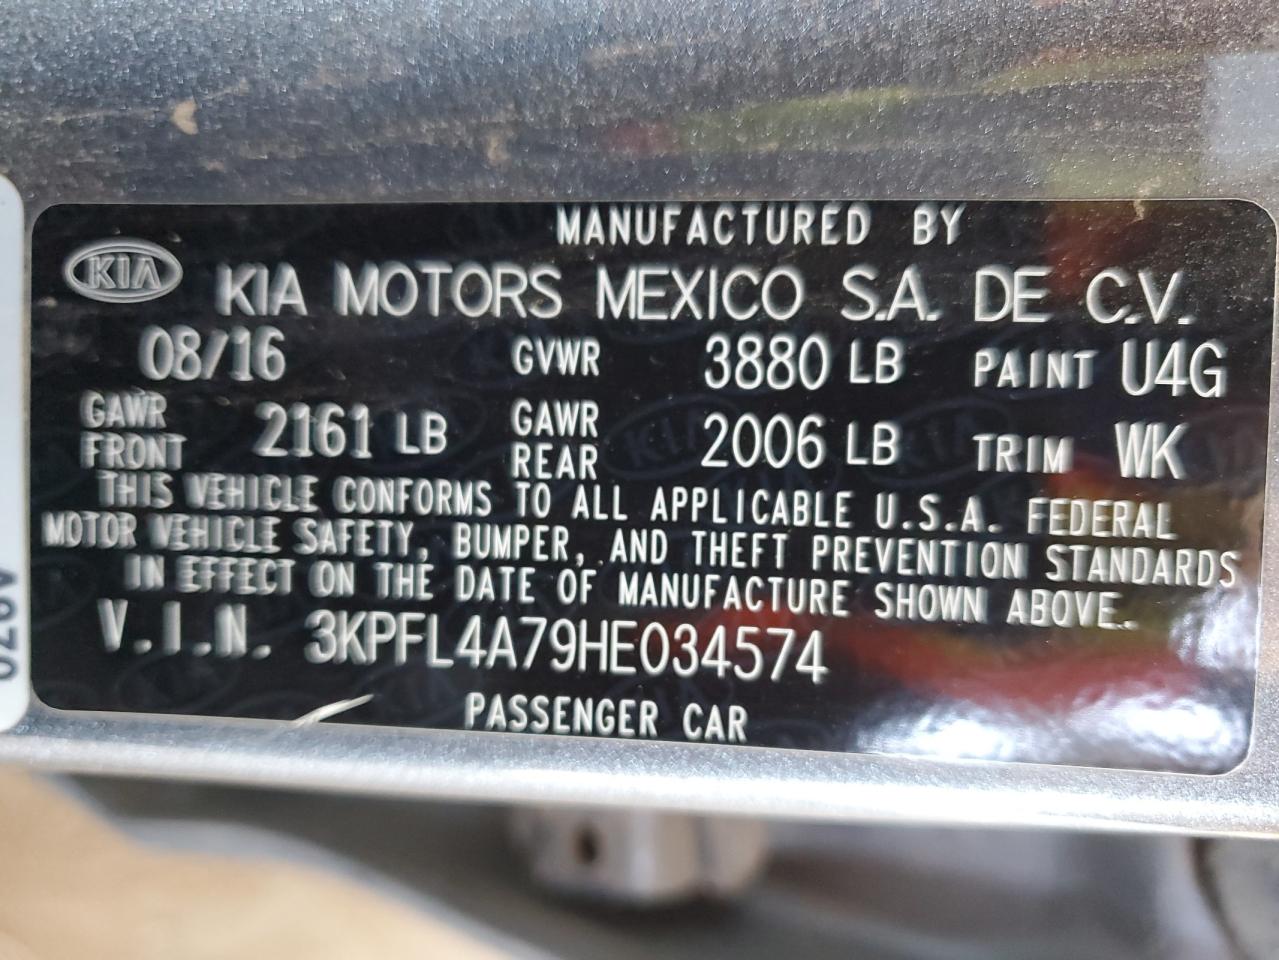 MANUFACTURED BY
KIA KIA MOTORS MEXICO S.A. DE C.V.
08/16 GVWR 3880 LB PAINT U4G
GAWR FRONT 2161 LB GAWR REAR 2006 LB TRIM WK
THIS VEHICLE CONFORMS TO ALL APPLICABLE U.S.A. FEDERAL
MOTOR VEHICLE SAFETY, BUMPER, AND THEFT PREVENTION STANDARDS
IN EFFECT ON THE DATE OF MANUFACTURE SHOWN ABOVE.
V.I.N. 3KPFL4A79HE034574
PASSENGER CAR